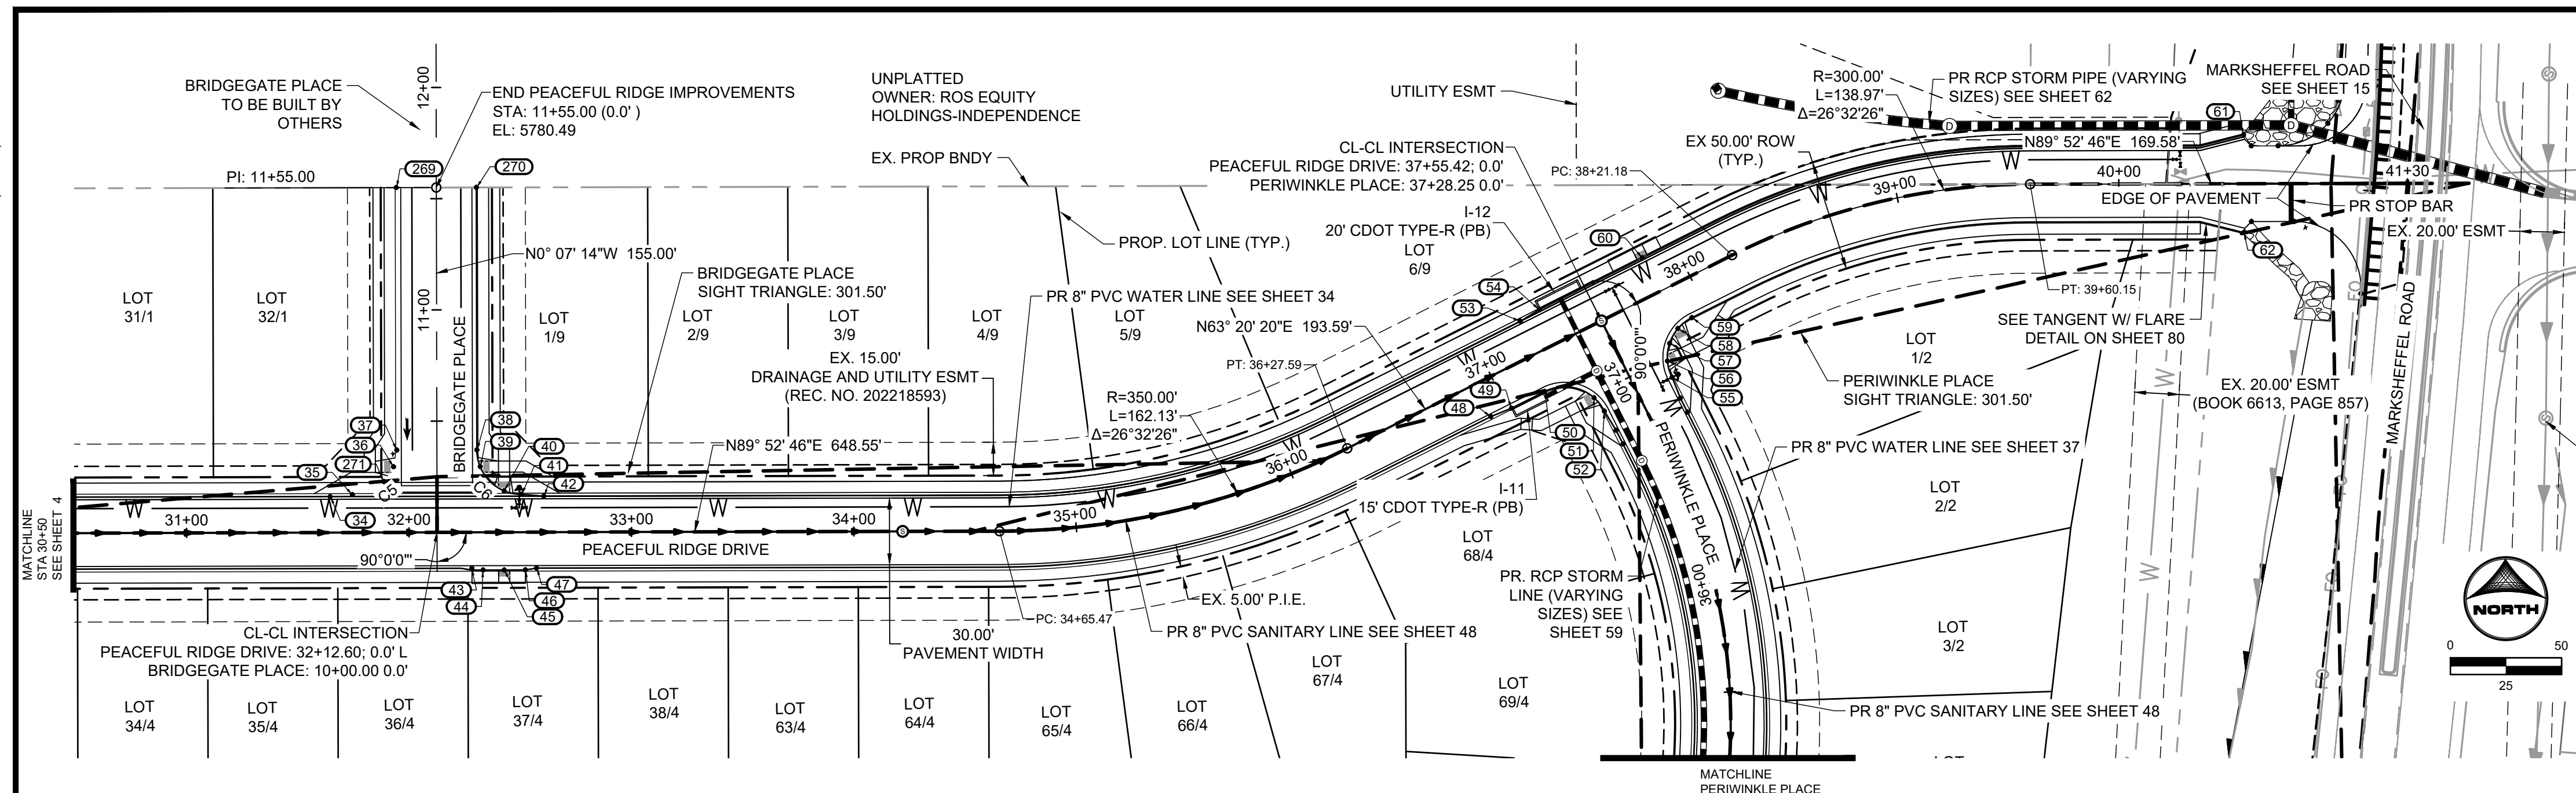 BRIDGEGATE PLACE
TO BE BUILT BY
OTHERS
12+00
END PEACEFUL RIDGE IMPROVEMENTS
STA: 11+55.00 (0.0' )
EL: 5780.49
UNPLATTED
OWNER: ROS EQUITY
HOLDINGS-INDEPENDENCE
EX. PROP BNDY
UTILITY ESMT
R=300.00'
L=138.97'
Δ=26°32'26"
PR RCP STORM PIPE (VARYING
SIZES) SEE SHEET 62
MARKSHEFFEL ROAD
SEE SHEET 15
61
D
D
D
S
CL-CL INTERSECTION
PEACEFUL RIDGE DRIVE: 37+55.42; 0.0'
PERIWINKLE PLACE: 37+28.25 0.0'
EX 50.00' ROW
(TYP.)
N89° 52' 46"E  169.58'
PC: 38+21.18
39+00
40+00
41+30
EDGE OF PAVEMENT
PR STOP BAR
EX. 20.00' ESMT
62
PI: 11+55.00
269
270
I-12
20' CDOT TYPE-R (PB)
LOT
6/9
60
38+00
PROP. LOT LINE (TYP.)
N0° 07' 14"W  155.00'
BRIDGEGATE PLACE
SIGHT TRIANGLE: 301.50'
11+00
BRIDGEGATE PLACE
LOT
31/1
LOT
32/1
LOT
1/9
LOT
2/9
LOT
3/9
LOT
4/9
LOT
5/9
PR 8" PVC WATER LINE SEE SHEET 34
53
54
N63° 20' 20"E  193.59'
PT: 36+27.59
EX. 15.00'
DRAINAGE AND UTILITY ESMT
(REC. NO. 202218593)
R=350.00'
L=162.13'
Δ=26°32'26"
N89° 52' 46"E  648.55'
PT: 39+60.15
SEE TANGENT W/ FLARE
DETAIL ON SHEET 80
59
58
57
56
55
90°0'0"
37+00
37+00
49
48
50
51
52
LOT
1/2
PERIWINKLE PLACE
SIGHT TRIANGLE: 301.50'
EX. 20.00' ESMT
(BOOK 6613, PAGE 857)
MARKSHEFFEL ROAD
MARKSHEFFEL ROAD
PR 8" PVC WATER LINE SEE SHEET 37
PERIWINKLE PLACE
I-11
15' CDOT TYPE-R (PB)
37
36
271
35
34
38
39
40
41
42
C5
C6
MATCHLINE
STA 30+50
SEE SHEET 4
31+00
32+00
33+00
34+00
35+00
36+00
S
S
D
D
W
W
W
W
W
W
W
W
W
W
W
W
W
W
FO
FO
FO
FO
90°0'0"
PEACEFUL RIDGE DRIVE
43
44
45
46
47
LOT
68/4
LOT
2/2
PR. RCP STORM
LINE (VARYING
SIZES) SEE
SHEET 59
36+00
EX. 5.00' P.I.E.
PC: 34+65.47
PR 8" PVC SANITARY LINE SEE SHEET 48
30.00'
PAVEMENT WIDTH
CL-CL INTERSECTION
PEACEFUL RIDGE DRIVE: 32+12.60; 0.0' L
BRIDGEGATE PLACE: 10+00.00 0.0'
LOT
3/2
LOT
34/4
LOT
35/4
LOT
36/4
LOT
37/4
LOT
38/4
LOT
63/4
LOT
64/4
LOT
65/4
LOT
66/4
LOT
67/4
LOT
69/4
PR 8" PVC SANITARY LINE SEE SHEET 48
NORTH
0
50
25
MATCHLINE
PERIWINKLE PLACE